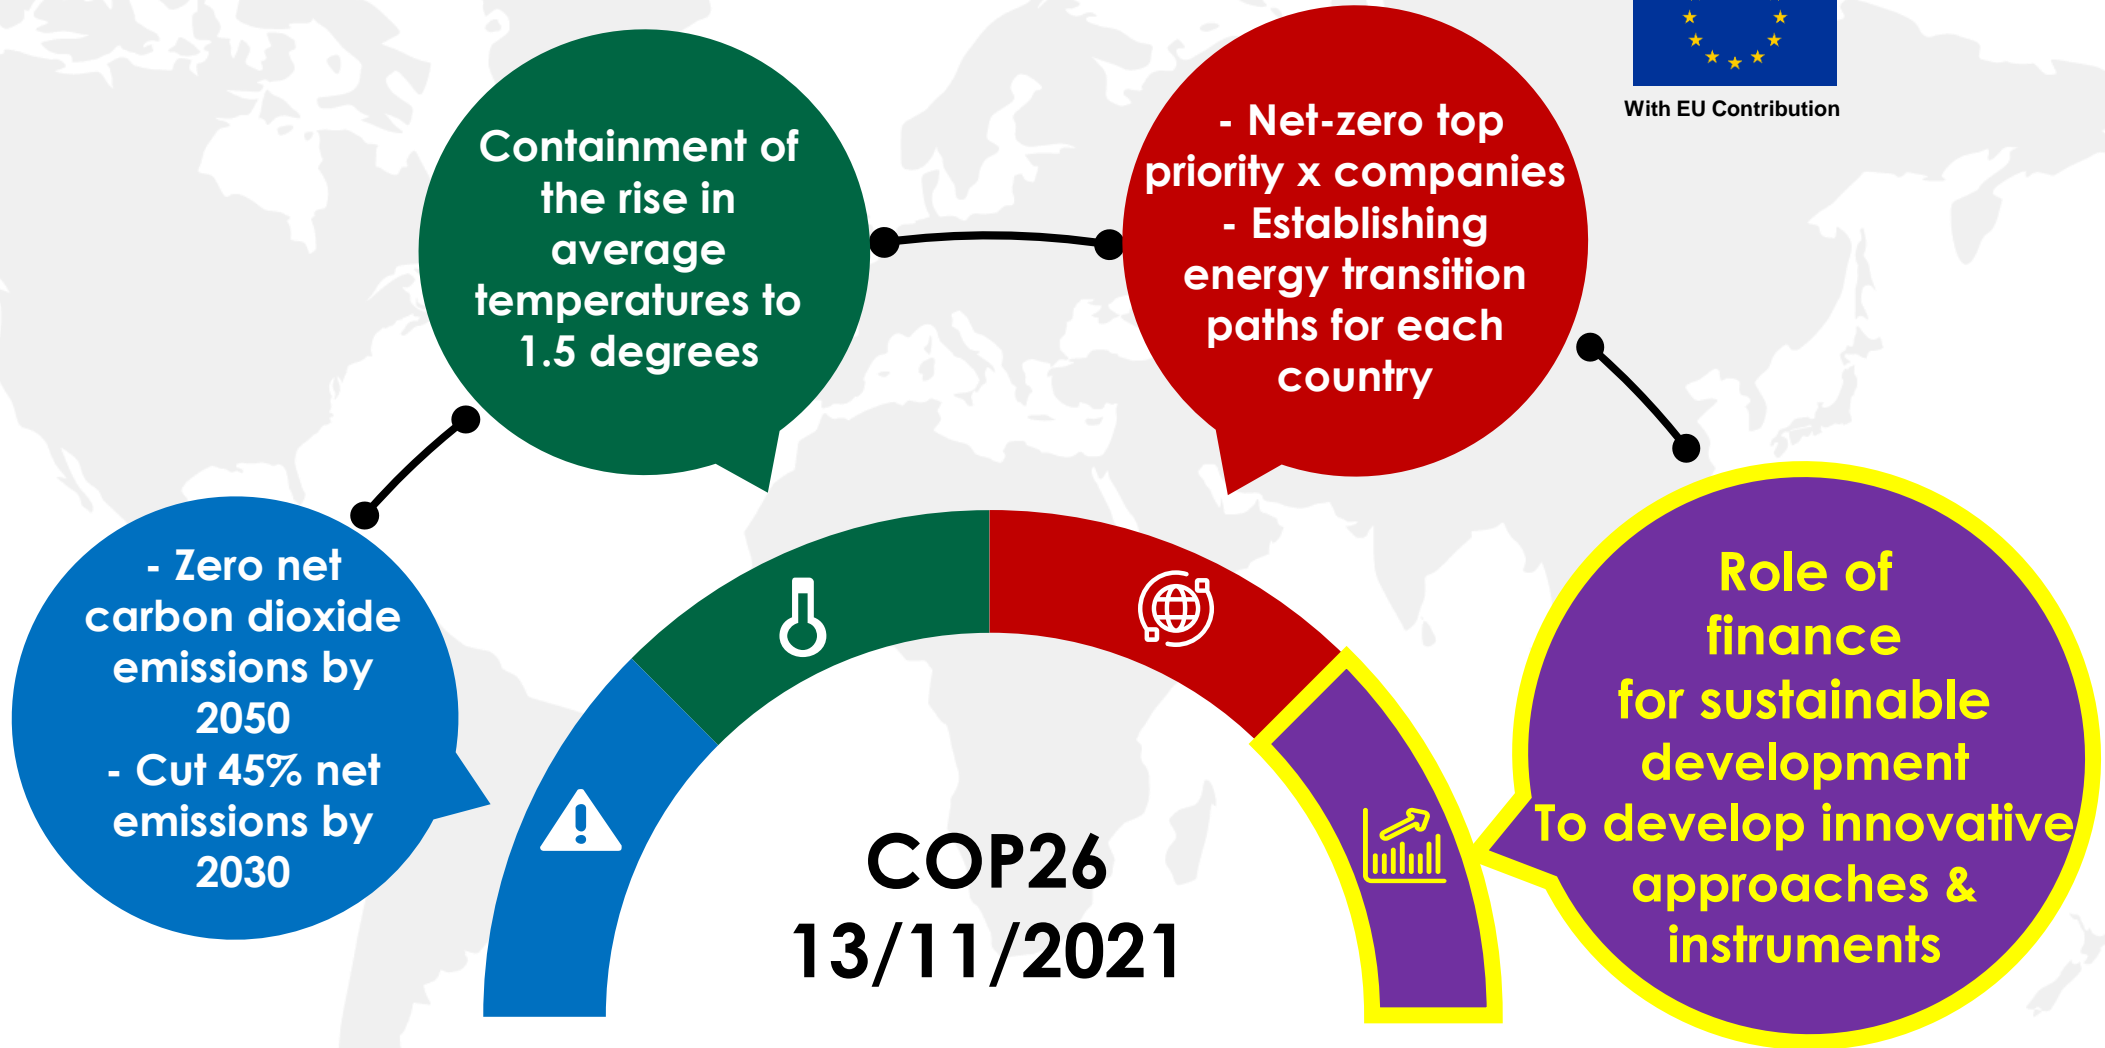 With EU Contribution
Containment of
the rise in
average
temperatures to
1.5 degrees
- Net-zero top
priority x companies
- Establishing
energy transition
paths for each
country
- Zero net
carbon dioxide
emissions by
2050
- Cut 45% net
emissions by
2030
Role of
finance
for sustainable
development
To develop innovative
approaches &
instruments
COP26
13/11/2021